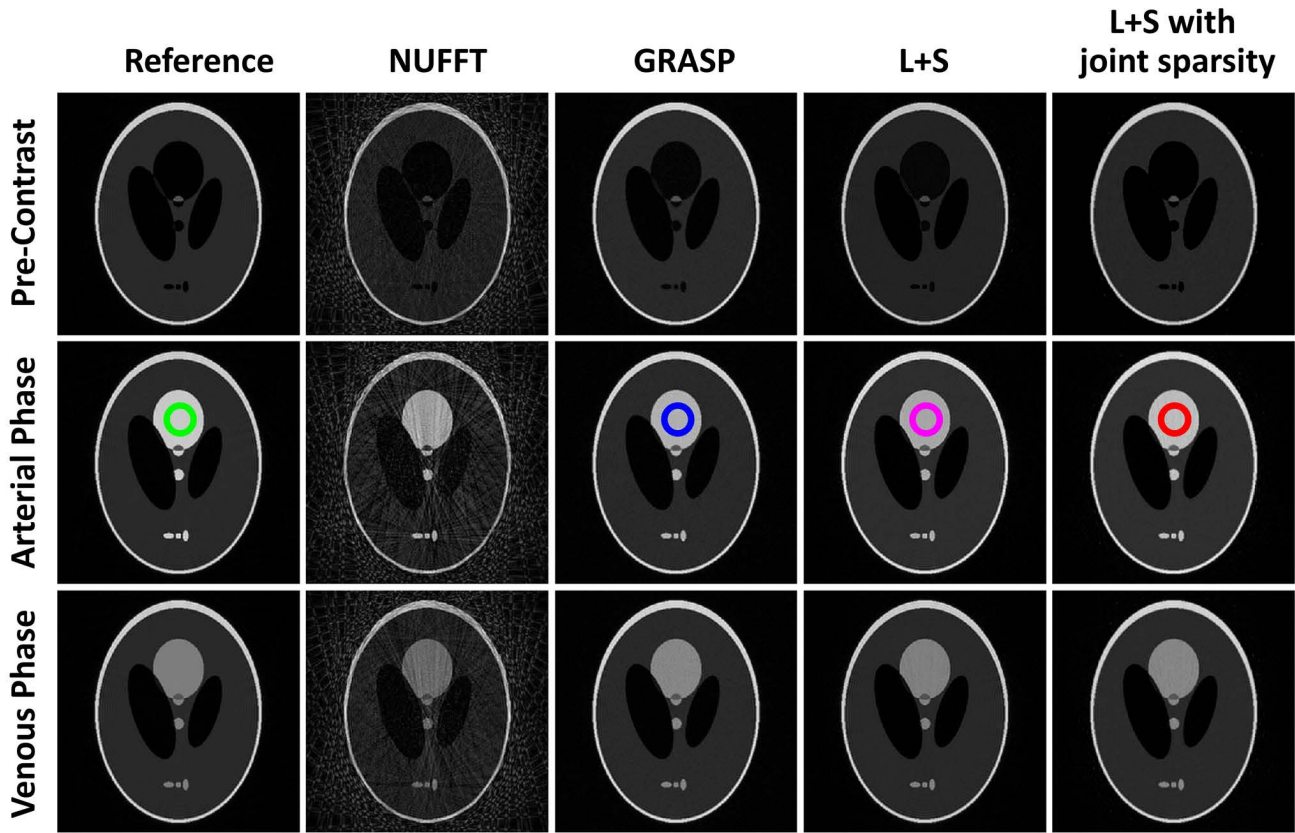 Reference
NUFFT
GRASP
L+S
L+S with
joint sparsity
Pre-Contrast
Arterial Phase
Venous Phase